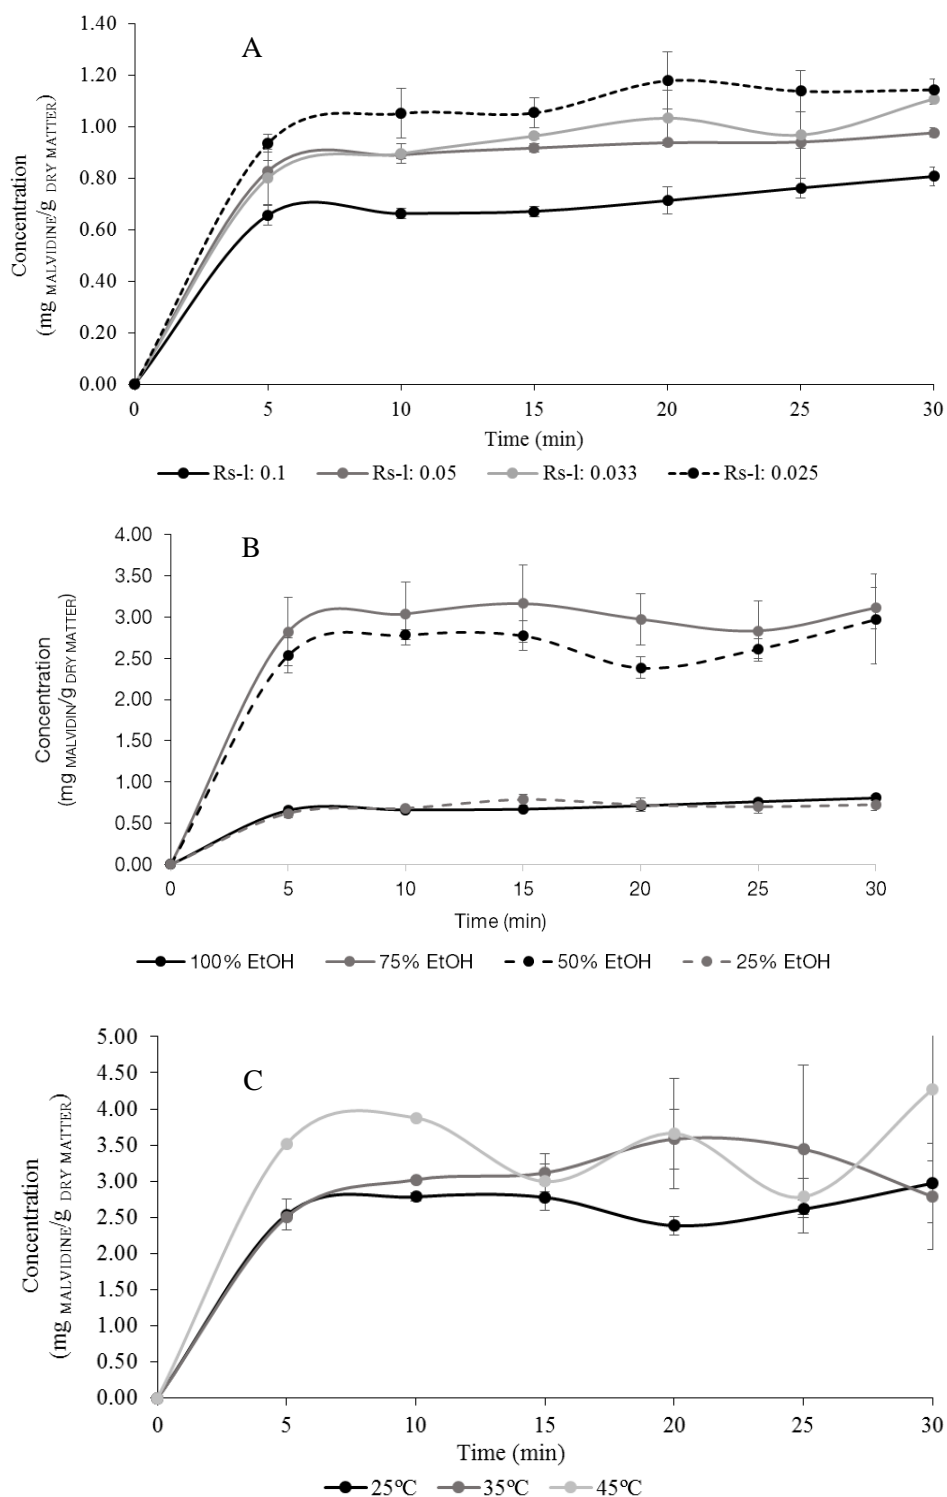 1.40
A
1.20
1.00
0.80
0.60
0.40
0.20
0.00
Concentration
(mg MALVIDINE/g DRY MATTER)
0 5 10 15 20 25 30
Time (min)
Rs-l: 0.1 Rs-l: 0.05 Rs-l: 0.033 Rs-l: 0.025
4.00
B
3.50
3.00
2.50
2.00
1.50
1.00
0.50
0.00
Concentration
(mg MALVIDIN/g DRY MATTER)
0 5 10 15 20 25 30
Time (min)
100% EtOH 75% EtOH 50% EtOH 25% EtOH
5.00
4.50
C
4.00
3.50
3.00
2.50
2.00
1.50
1.00
0.50
0.00
Concentration
(mg MALVIDINE/g DRY MATTER)
0 5 10 15 20 25 30
Time (min)
25ºC 35ºC 45ºC